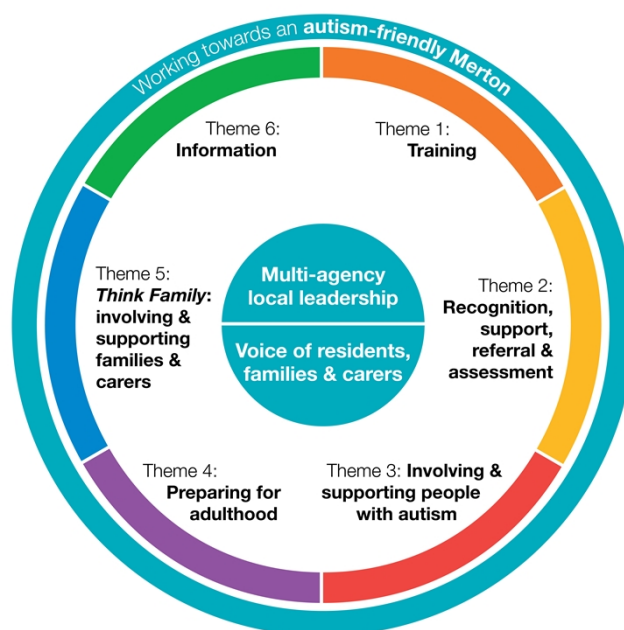 Working towards an autism-friendly Merton
Theme 1:
Training
Theme 2:
Recognition,
support,
referral &
assessment
Theme 3: Involving &
supporting people
with autism
Theme 4:
Preparing for
adulthood
Theme 5:
Think Family:
involving &
supporting
families &
carers
Theme 6:
Information
Multi-agency
local leadership
Voice of residents,
families & carers